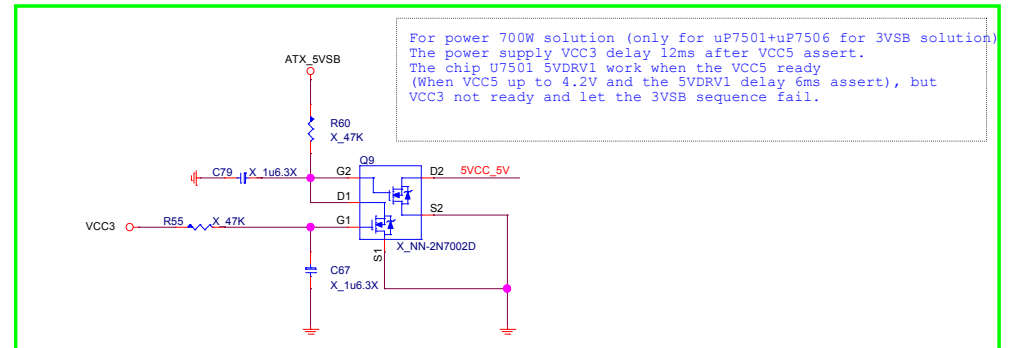 For power 700W solution (only for uP7501+uP7506 for 3VSB solution)
The power supply VCC3 delay 12ms after VCC5 assert.
The chip U7501 5VDRV1 work when the VCC5 ready
(When VCC5 up to 4.2V and the 5VDRV1 delay 6ms assert), but
VCC3 not ready and let the 3VSB sequence fail.
ATX_5VSB
R60
X_47K
Q9
C79 X_1u6.3X G2 D2 5VCC_5V
D1
S2
VCC3 R55 X_47K G1
X_NN-2N7002D
S1
C67
X_1u6.3X